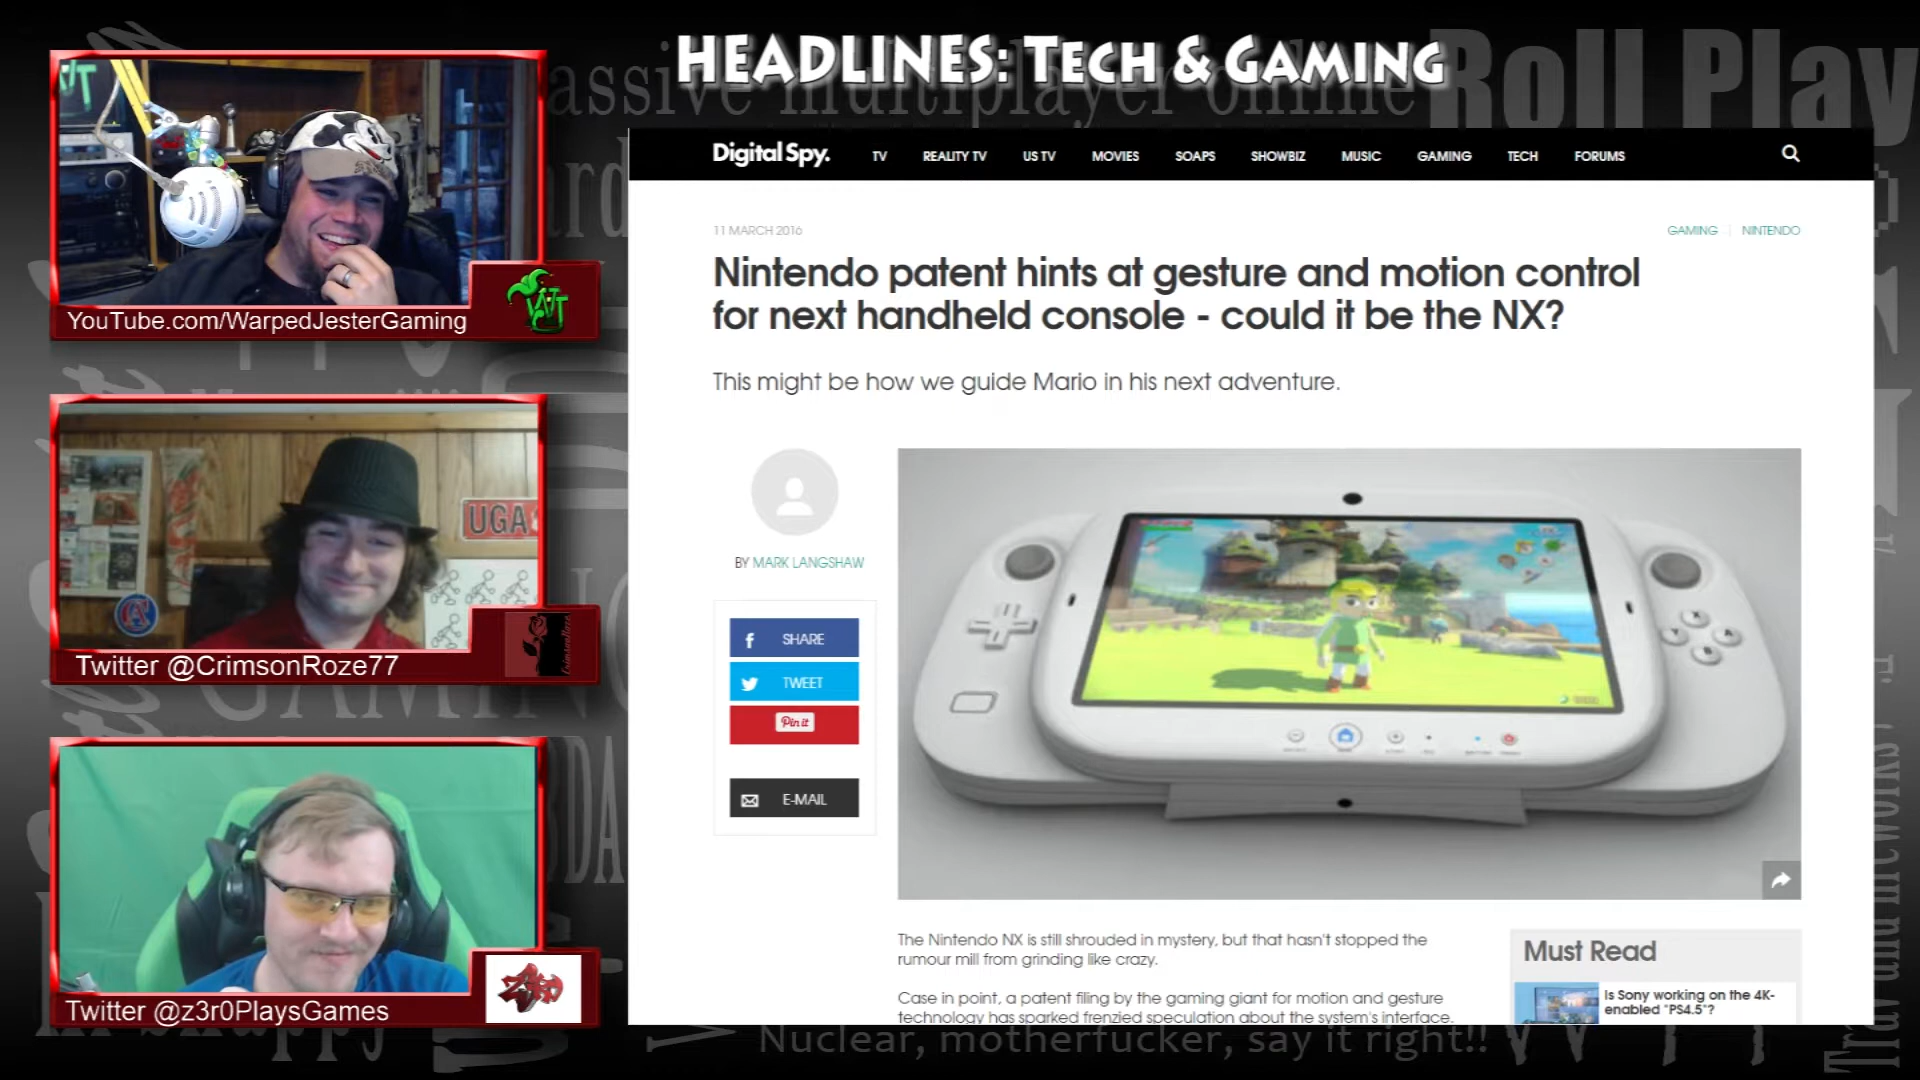 HEADLINES: TECH & GAMING
assive multiplayer online
Roll Play
YouTube.com/WarpedJesterGaming
UGA
Twitter @CrimsonRoze77
Twitter @z3r0PlaysGames
Digital Spy.
TV
REALITY TV
US TV
MOVIES
SOAPS
SHOWBIZ
MUSIC
GAMING
TECH
FORUMS
11 MARCH 2016
GAMING
NINTENDO
Nintendo patent hints at gesture and motion control
for next handheld console - could it be the NX?
This might be how we guide Mario in his next adventure.
BY MARK LANGSHAW
SHARE
TWEET
Pin it
E-MAIL
The Nintendo NX is still shrouded in mystery, but that hasn't stopped the
rumour mill from grinding like crazy.
Case in point, a patent filing by the gaming giant for motion and gesture
technology has sparked frenzied speculation about the system's interface.
Must Read
Is Sony working on the 4K-
enabled "PS4.5"?
Nuclear, motherfucker, say it right!!